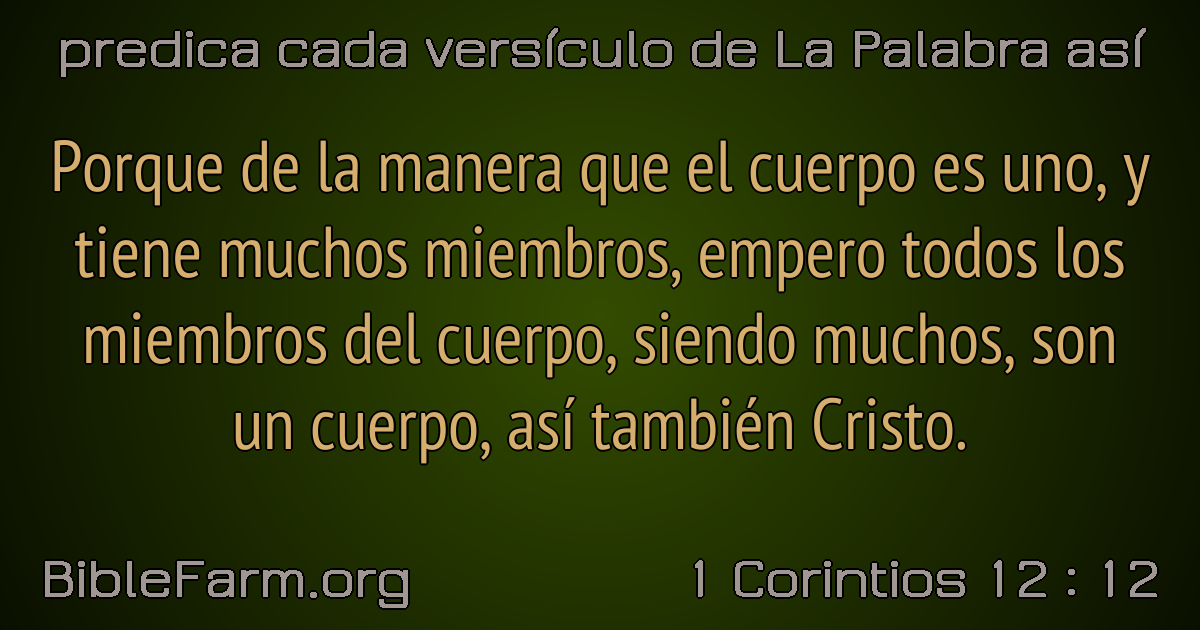 predica cada versículo de La Palabra así
Porque de la manera que el cuerpo es uno, y
tiene muchos miembros, empero todos los
miembros del cuerpo, siendo muchos, son
un cuerpo, así también Cristo.
BibleFarm.org
1 Corintios 12 : 12